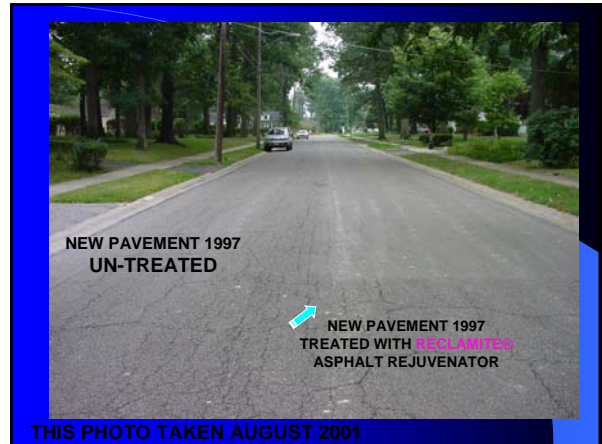 NEW PAVEMENT 1997
UN-TREATED
NEW PAVEMENT 1997
TREATED WITH RECLAMITE®
ASPHALT REJUVENATOR
THIS PHOTO TAKEN AUGUST 2001